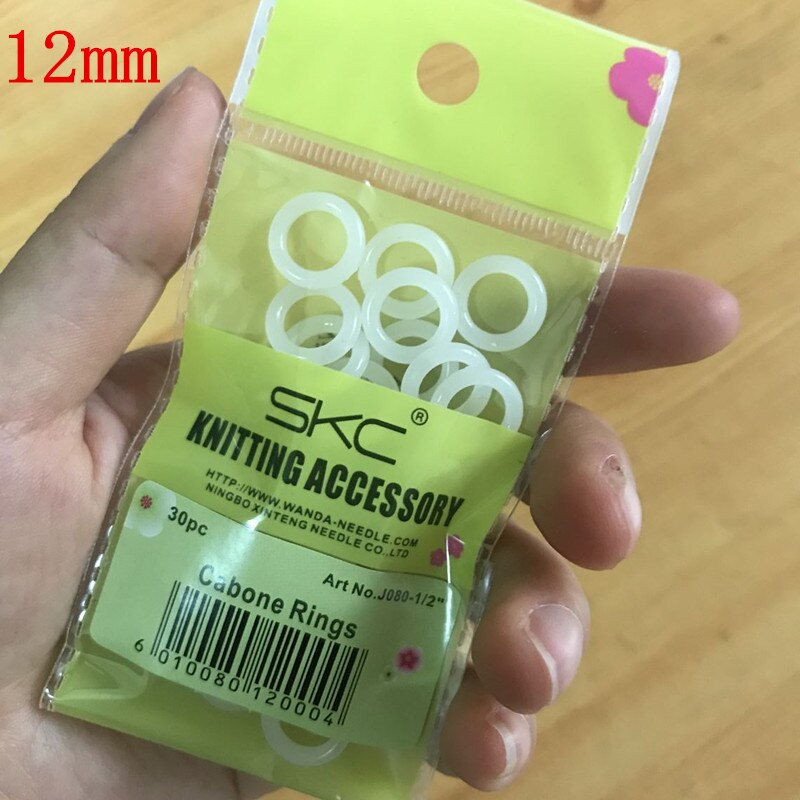 12mm
SKC®
KNITTING ACCESSORY
HTTP://WWW.WANDA-NEEDLE.COM
NINGBO XINTENG NEEDLE CO.,LTD
30pc
Art No.J080-1/2"
Cabone Rings
6 010080 120004